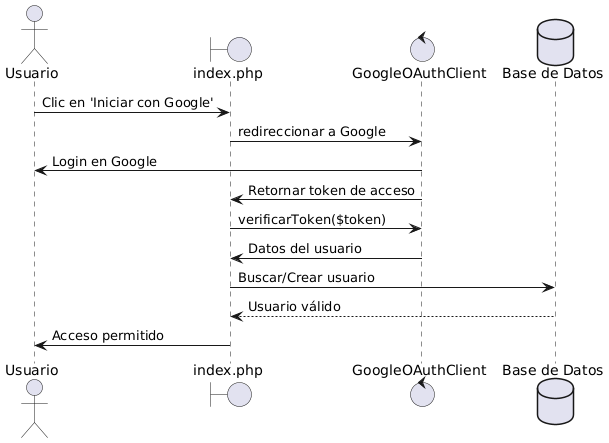 Usuario index.php GoogleOAuthClient Base de Datos
Clic en 'Iniciar con Google'
redireccionar a Google
Login en Google
Retornar token de acceso
verificarToken($token)
Datos del usuario
Buscar/Crear usuario
Usuario válido
Acceso permitido
Usuario index.php GoogleOAuthClient Base de Datos